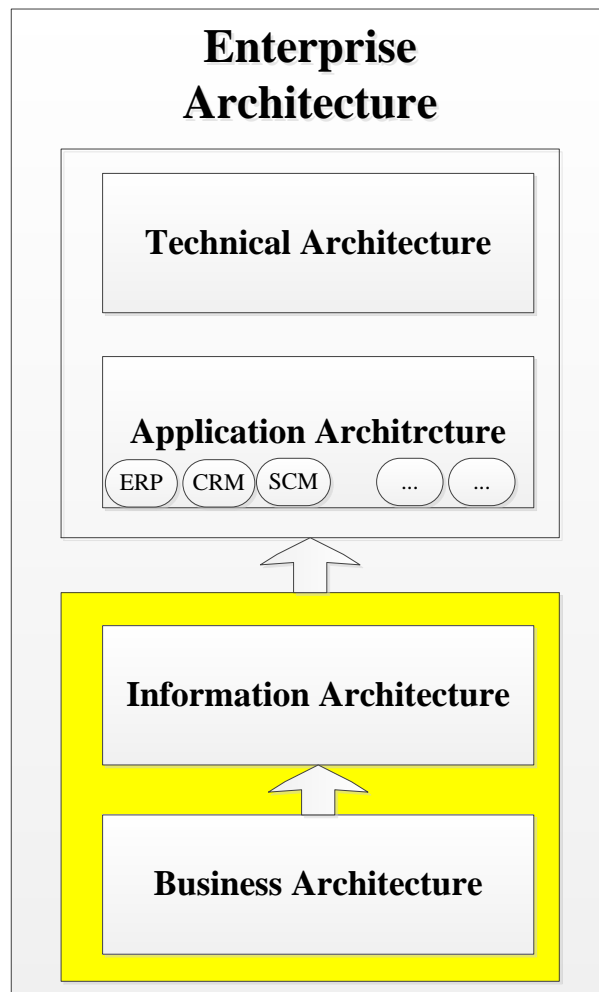 Enterprise
Architecture
Technical Architecture
Application Architrcture
ERP CRM SCM ... ...
Information Architecture
Business Architecture